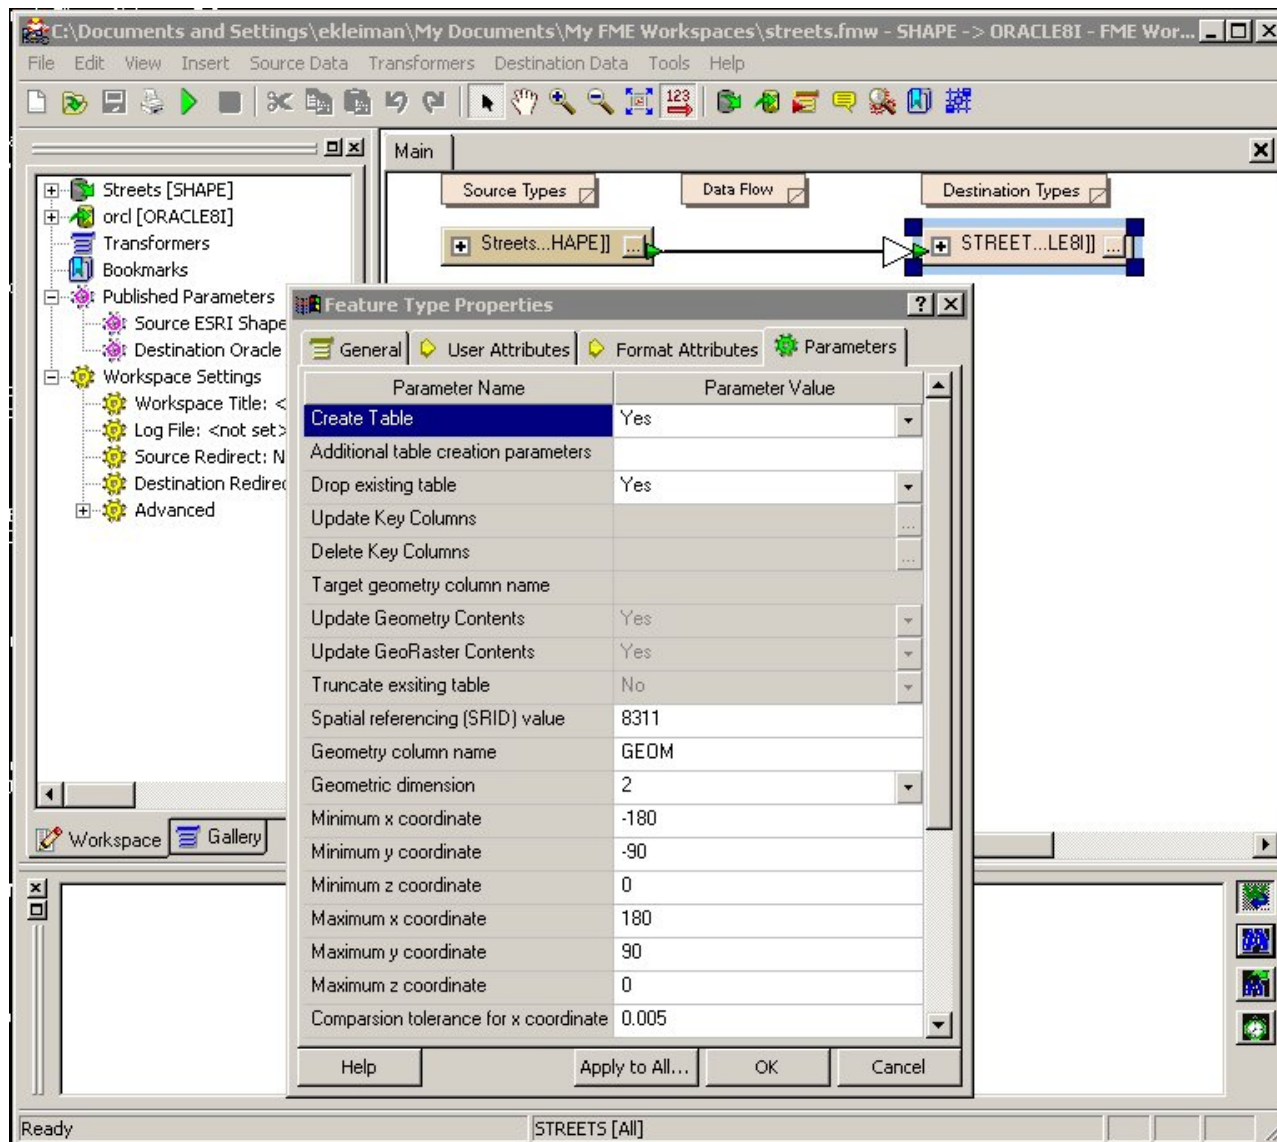 C:\Documents and Settings\ekleiman\My Documents\My FME Workspaces\streets.fmw - SHAPE -> ORACLE8I - FME Wor...
File Edit View Insert Source Data Transformers Destination Data Tools Help
123
Main
Streets [SHAPE]
orcl [ORACLE8I]
Transformers
Bookmarks
Published Parameters
Source ESRI Shape
Destination Oracle
Workspace Settings
Workspace Title: <
Log File: <not set>
Source Redirect: N
Destination Redirec
Advanced
Workspace Gallery
Source Types Data Flow Destination Types
Streets...HAPE]] ... STREET...LE8I]] ...
Feature Type Properties
General User Attributes Format Attributes Parameters
Parameter Name Parameter Value
Create Table Yes
Additional table creation parameters
Drop existing table Yes
Update Key Columns ...
Delete Key Columns ...
Target geometry column name
Update Geometry Contents Yes
Update GeoRaster Contents Yes
Truncate exsiting table No
Spatial referencing (SRID) value 8311
Geometry column name GEOM
Geometric dimension 2
Minimum x coordinate -180
Minimum y coordinate -90
Minimum z coordinate 0
Maximum x coordinate 180
Maximum y coordinate 90
Maximum z coordinate 0
Comparsion tolerance for x coordinate 0.005
Help Apply to All... OK Cancel
Ready STREETS [All]